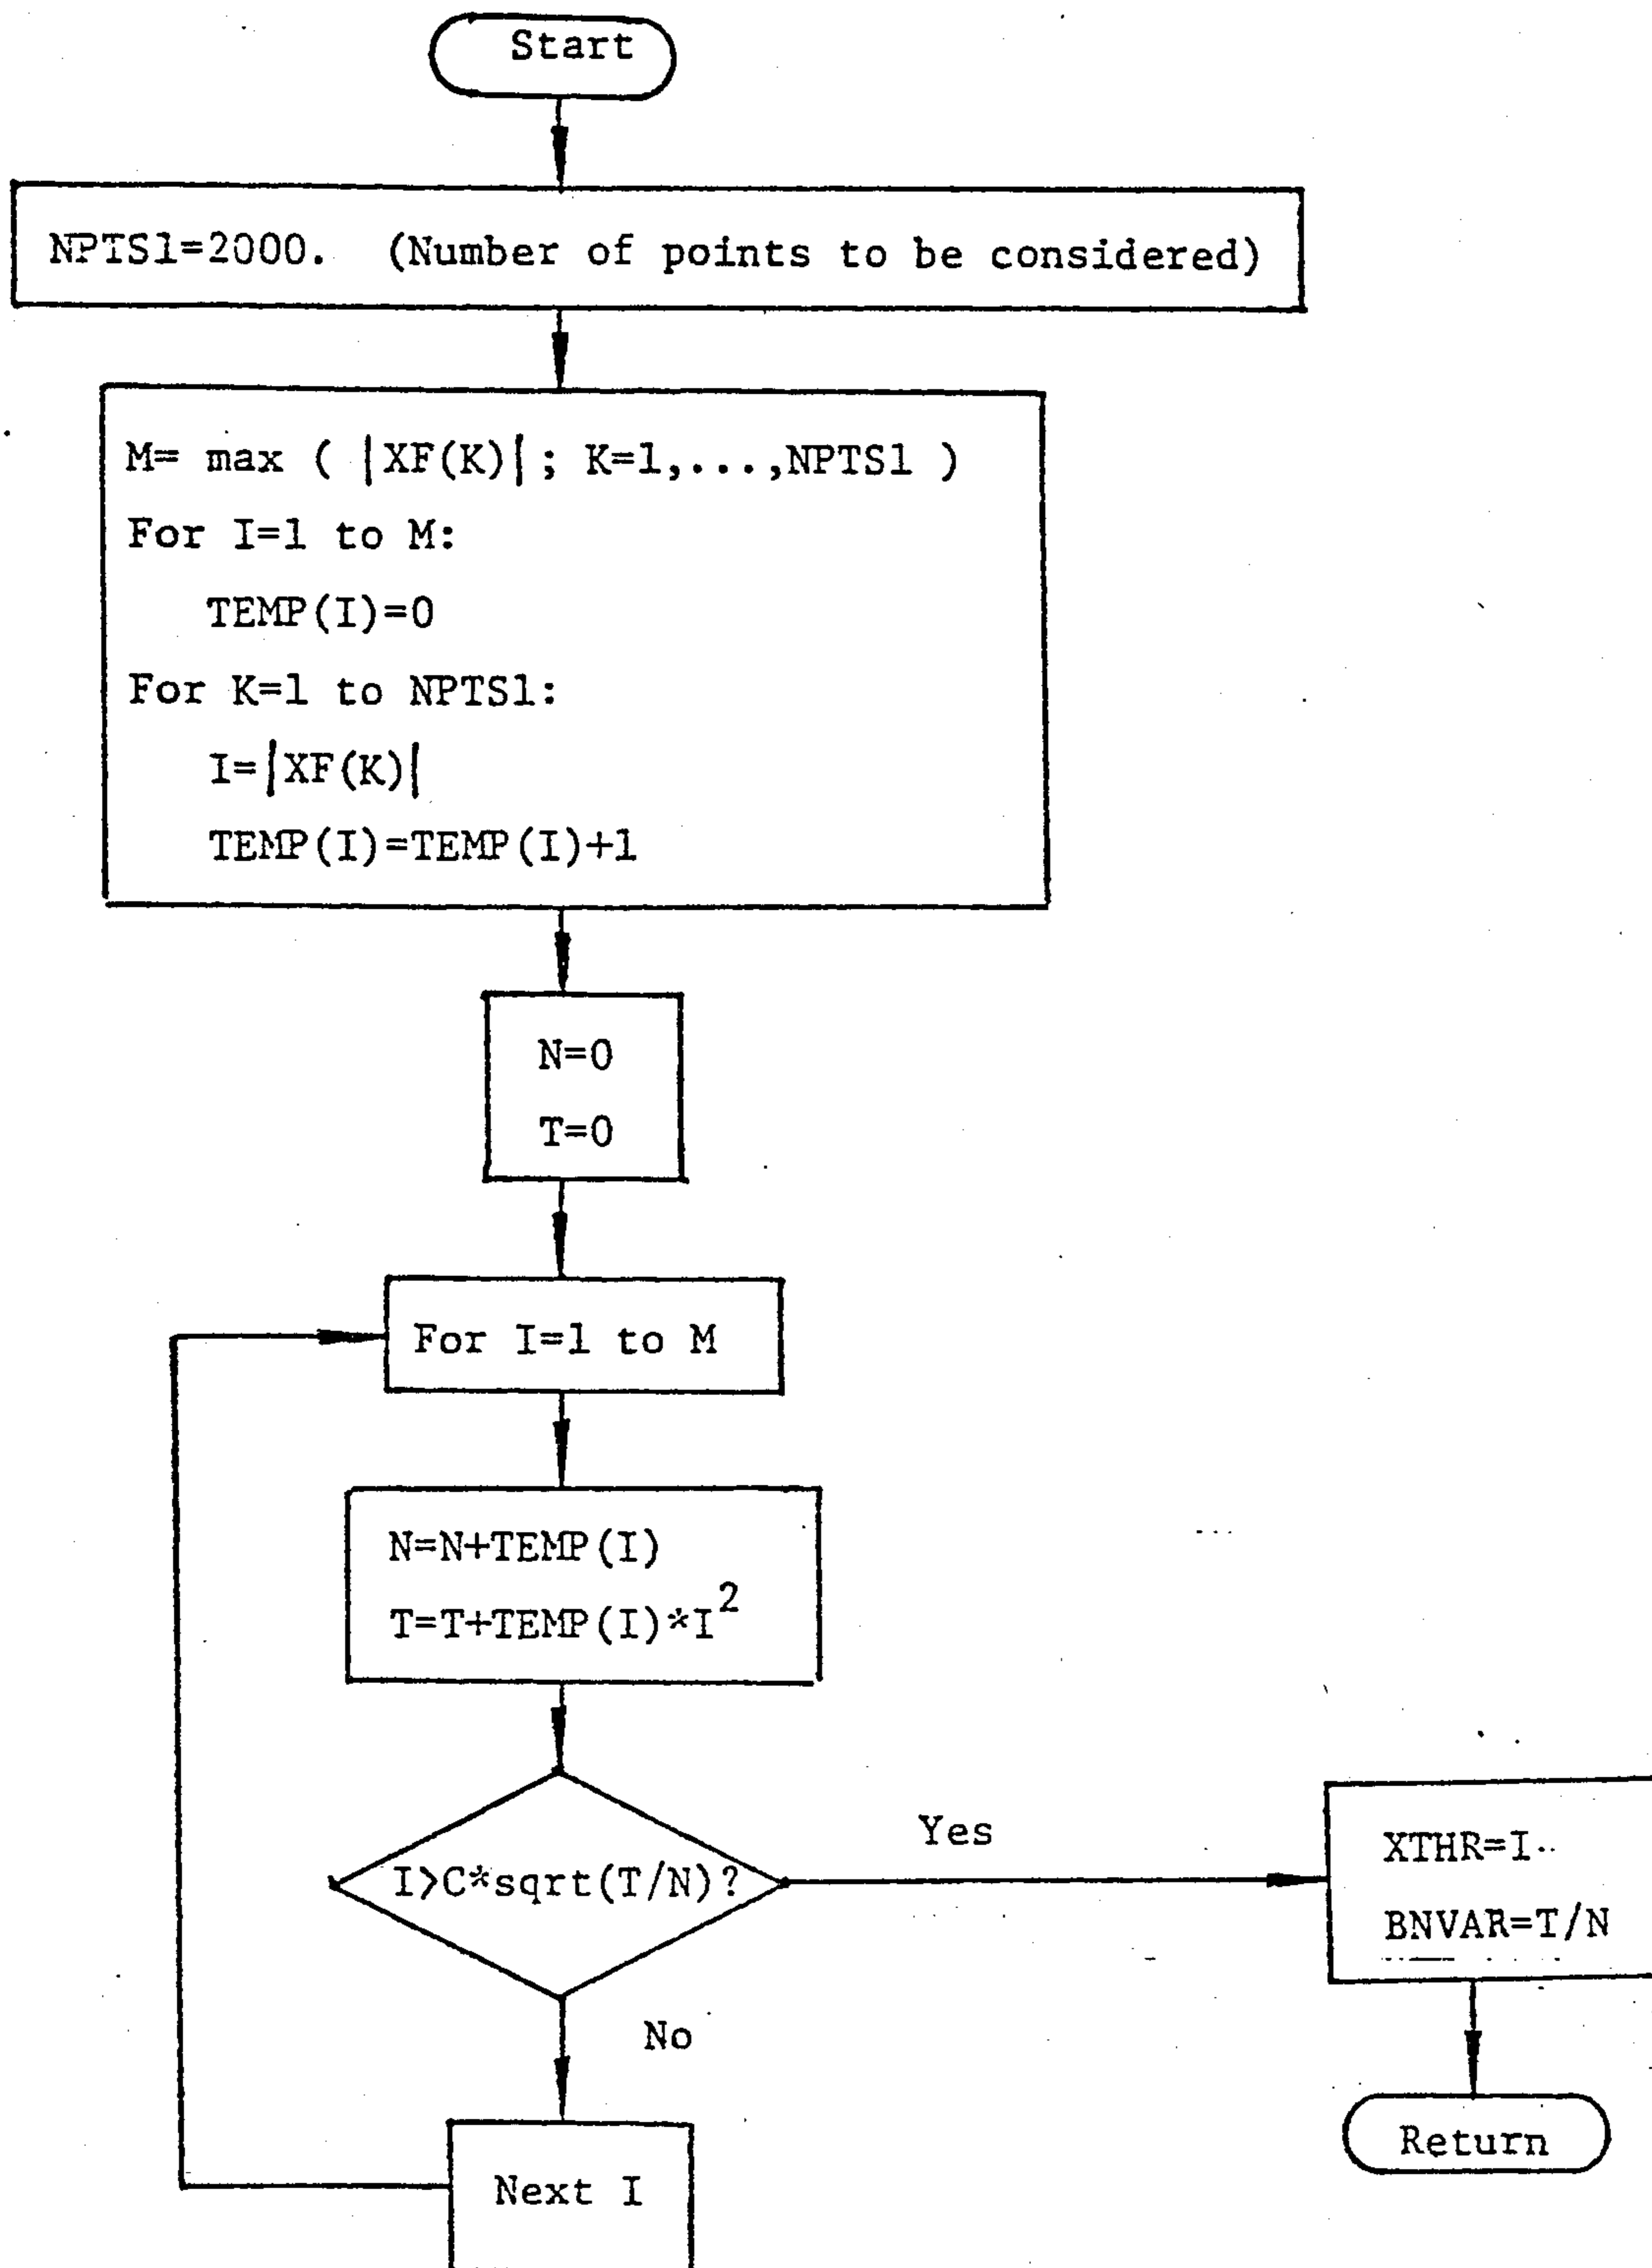 Start
NPTS1=2000. (Number of points to be considered)
M= max ( |XF(K)| ; K=1,...,NPTS1 )
For I=1 to M:
TEMP(I)=0
For K=1 to NPTS1:
I=|XF(K)|
TEMP(I)=TEMP(I)+1
N=0
T=0
For I=1 to M
N=N+TEMP(I)
T=T+TEMP(I)*I²
I>C*sqrt(T/N)?
Yes
XTHR=I
BNVAR=T/N
No
Return
Next I